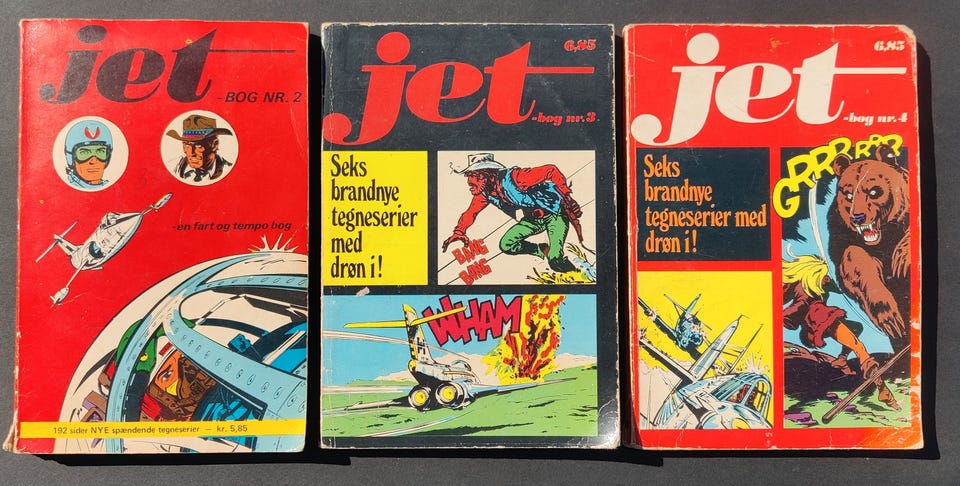 jet
-BOG NR. 2
-en fart og tempo bog
192 sider NYE spændende tegneserier — kr. 5,85
6,85
jet
-bog nr. 3
Seks
brandnye
tegneserier
med
drøn i!
BANG
BANG
WHAM
6,85
jet
-bog nr. 4
Seks
brandnye
tegneserier med
drøn i!
GRRRRRR